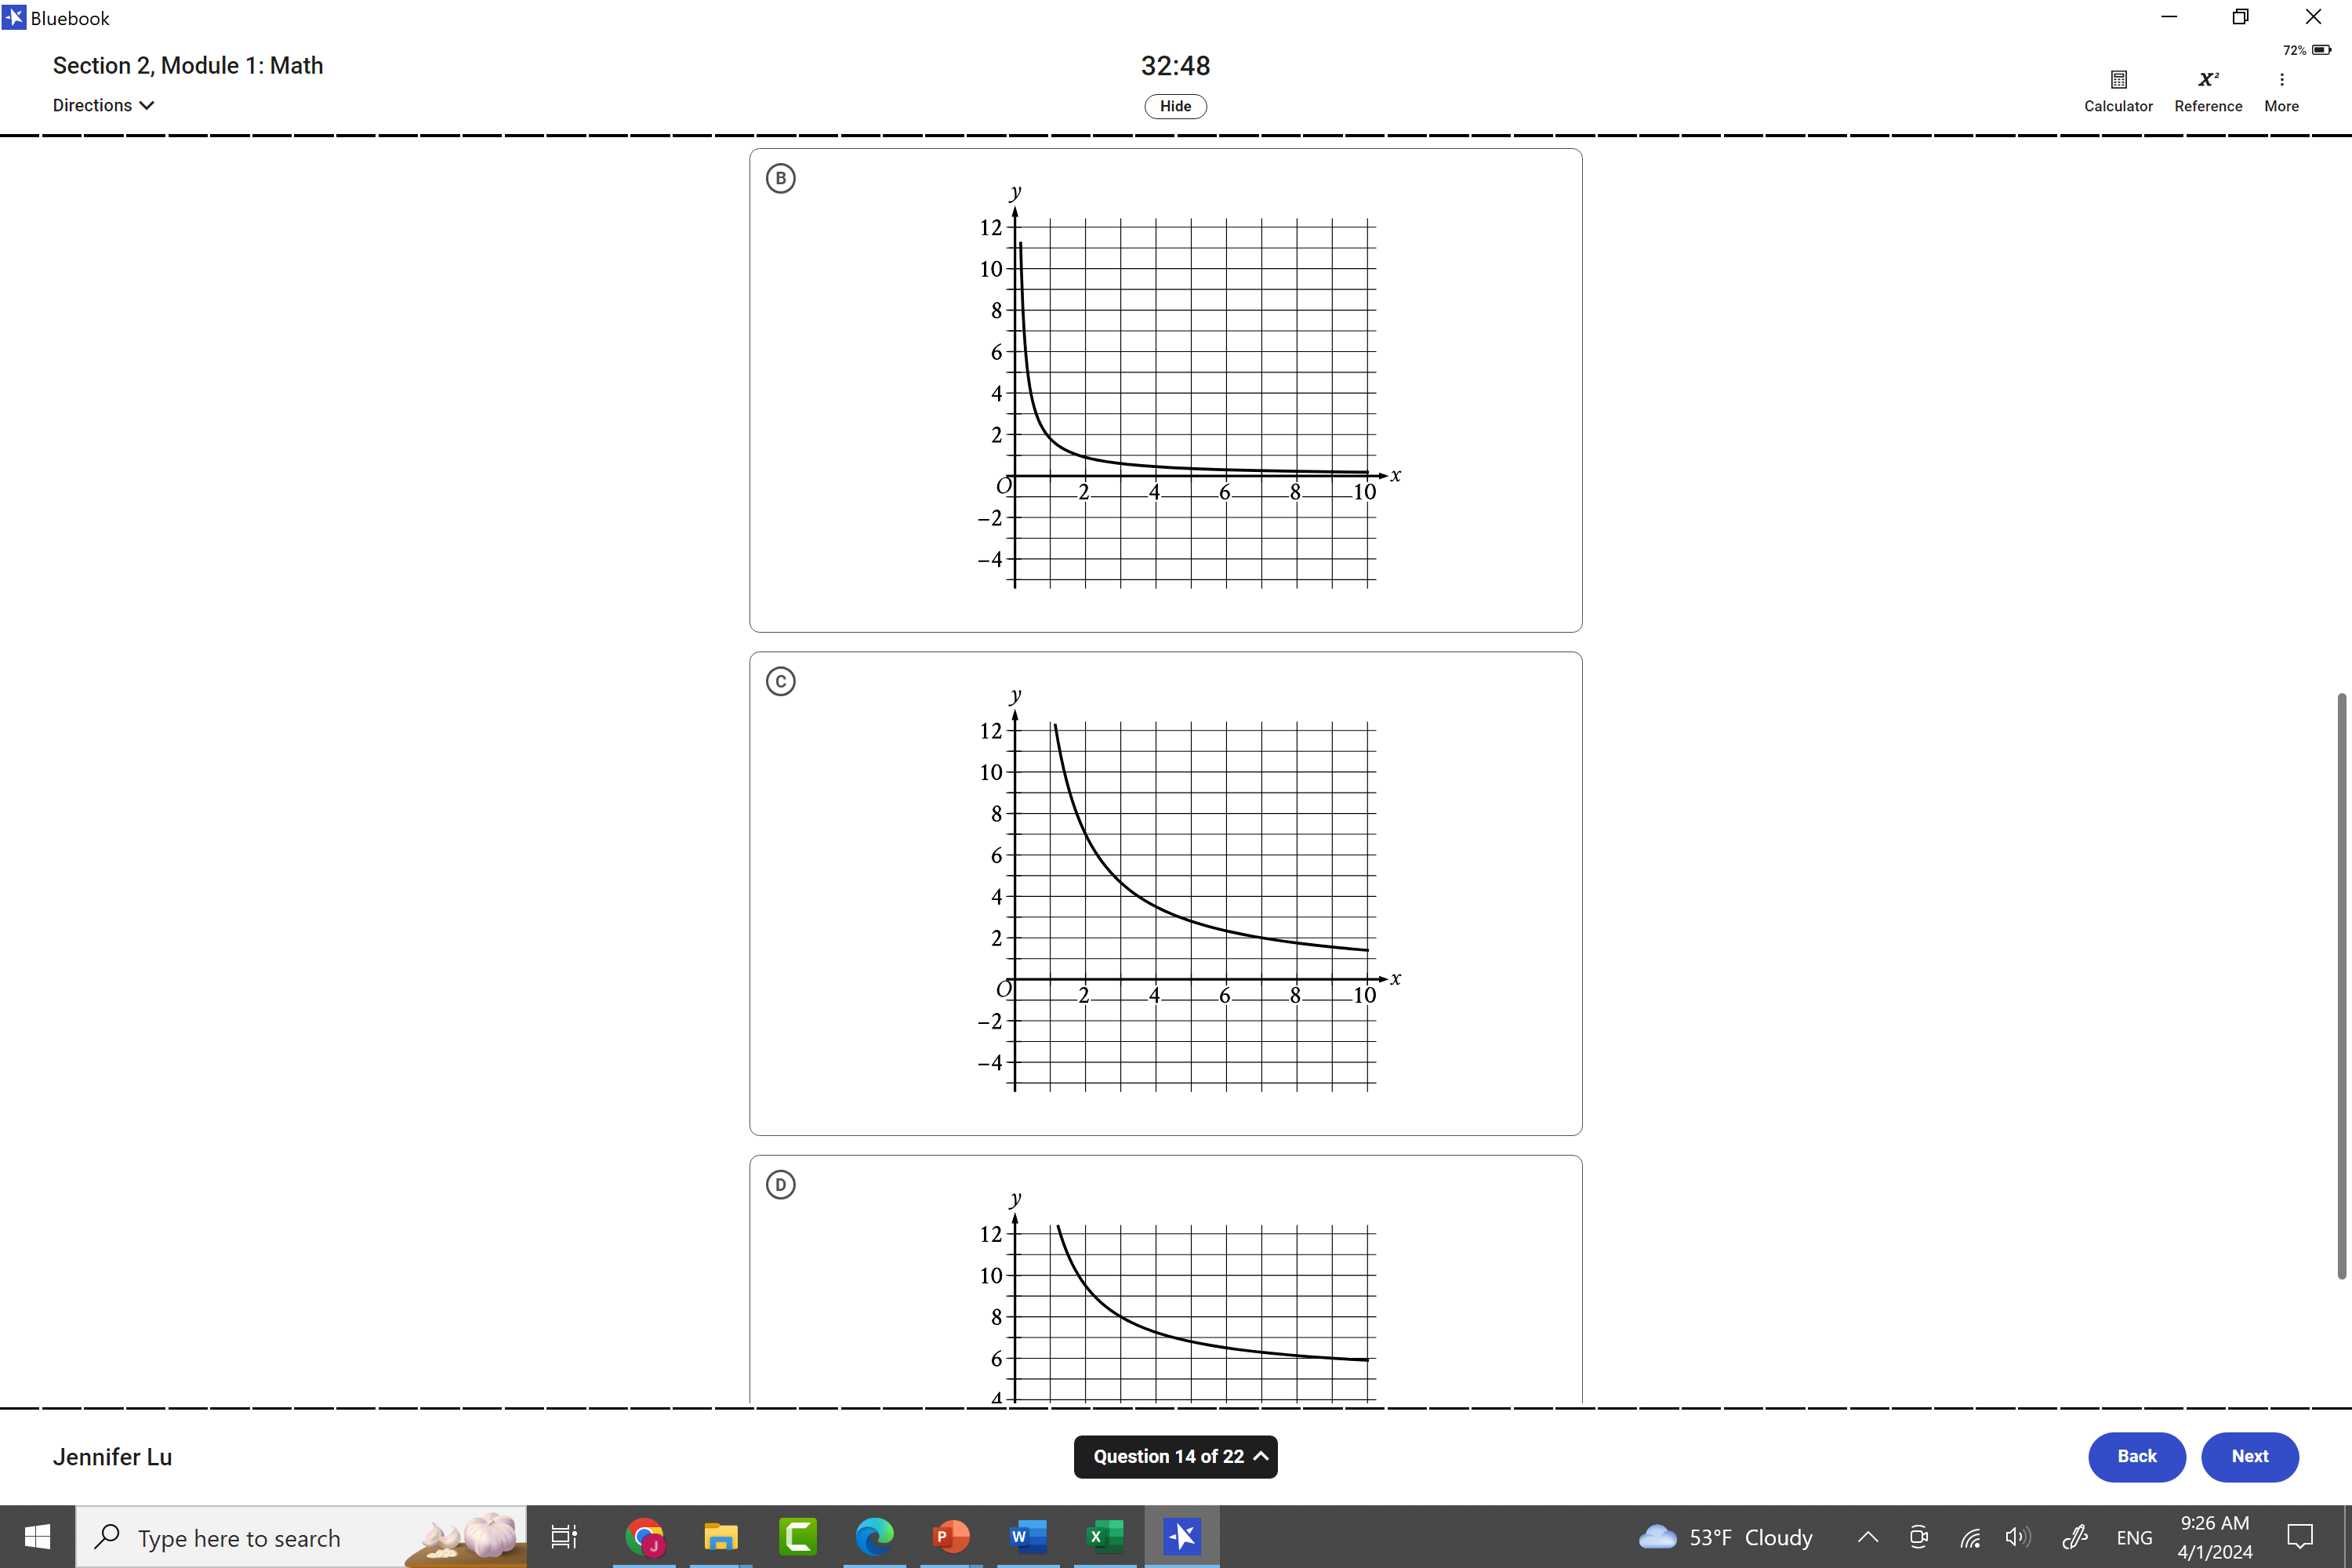 Bluebook
72%
Section 2, Module 1: Math
32:48
Directions
Hide
Calculator
x² Reference
More
B
y
12
10
8
6
4
2
O
2 4 6 8 10 x
−2
−4
C
y
12
10
8
6
4
2
O
2 4 6 8 10 x
−2
−4
D
y
12
10
8
6
4
Jennifer Lu
Question 14 of 22
Back
Next
Type here to search
J
P
W
X
53°F Cloudy
ENG
9:26 AM
4/1/2024